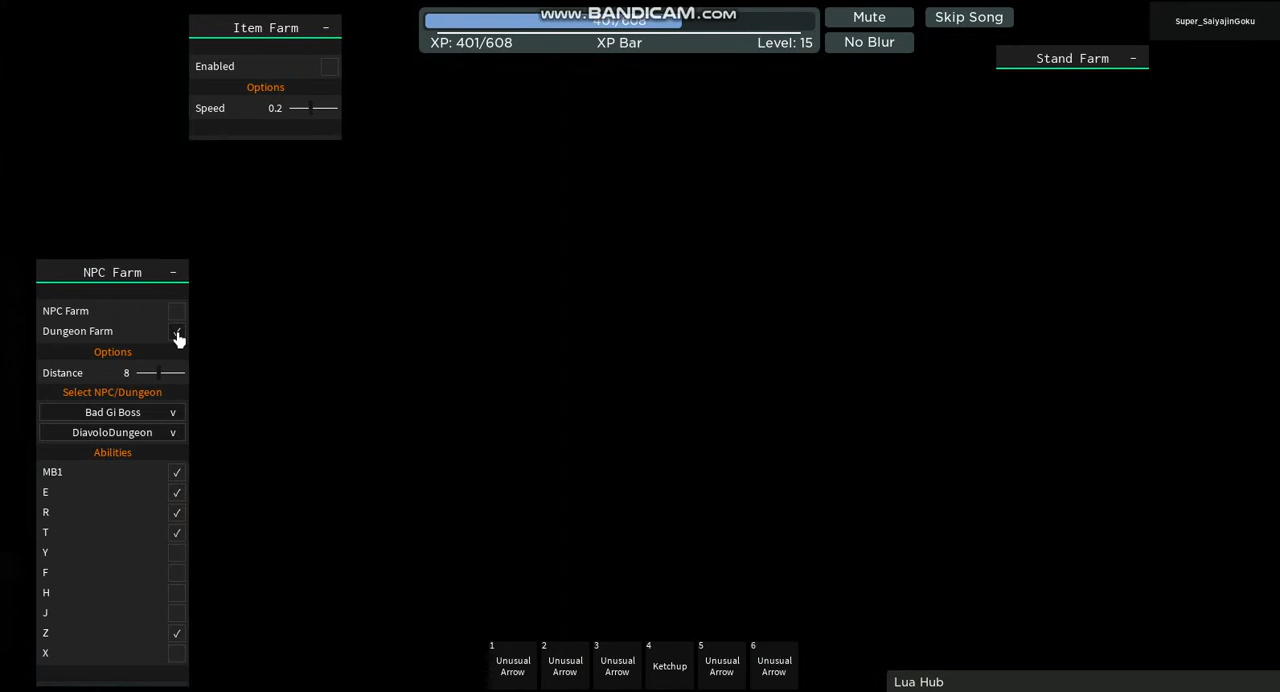 Item Farm –
Enabled
Options
Speed 0.2
www.BANDICAM.com
401/608
XP: 401/608 XP Bar Level: 15
Mute
No Blur
Skip Song
Super_SaiyajinGoku
Stand Farm –
NPC Farm –
NPC Farm
Dungeon Farm ✓
Options
Distance 8
Select NPC/Dungeon
Bad Gi Boss v
DiavoloDungeon v
Abilities
MB1 ✓
E ✓
R ✓
T ✓
Y
F
H
J
Z ✓
X
1
Unusual
Arrow
2
Unusual
Arrow
3
Unusual
Arrow
4
Ketchup
5
Unusual
Arrow
6
Unusual
Arrow
Lua Hub